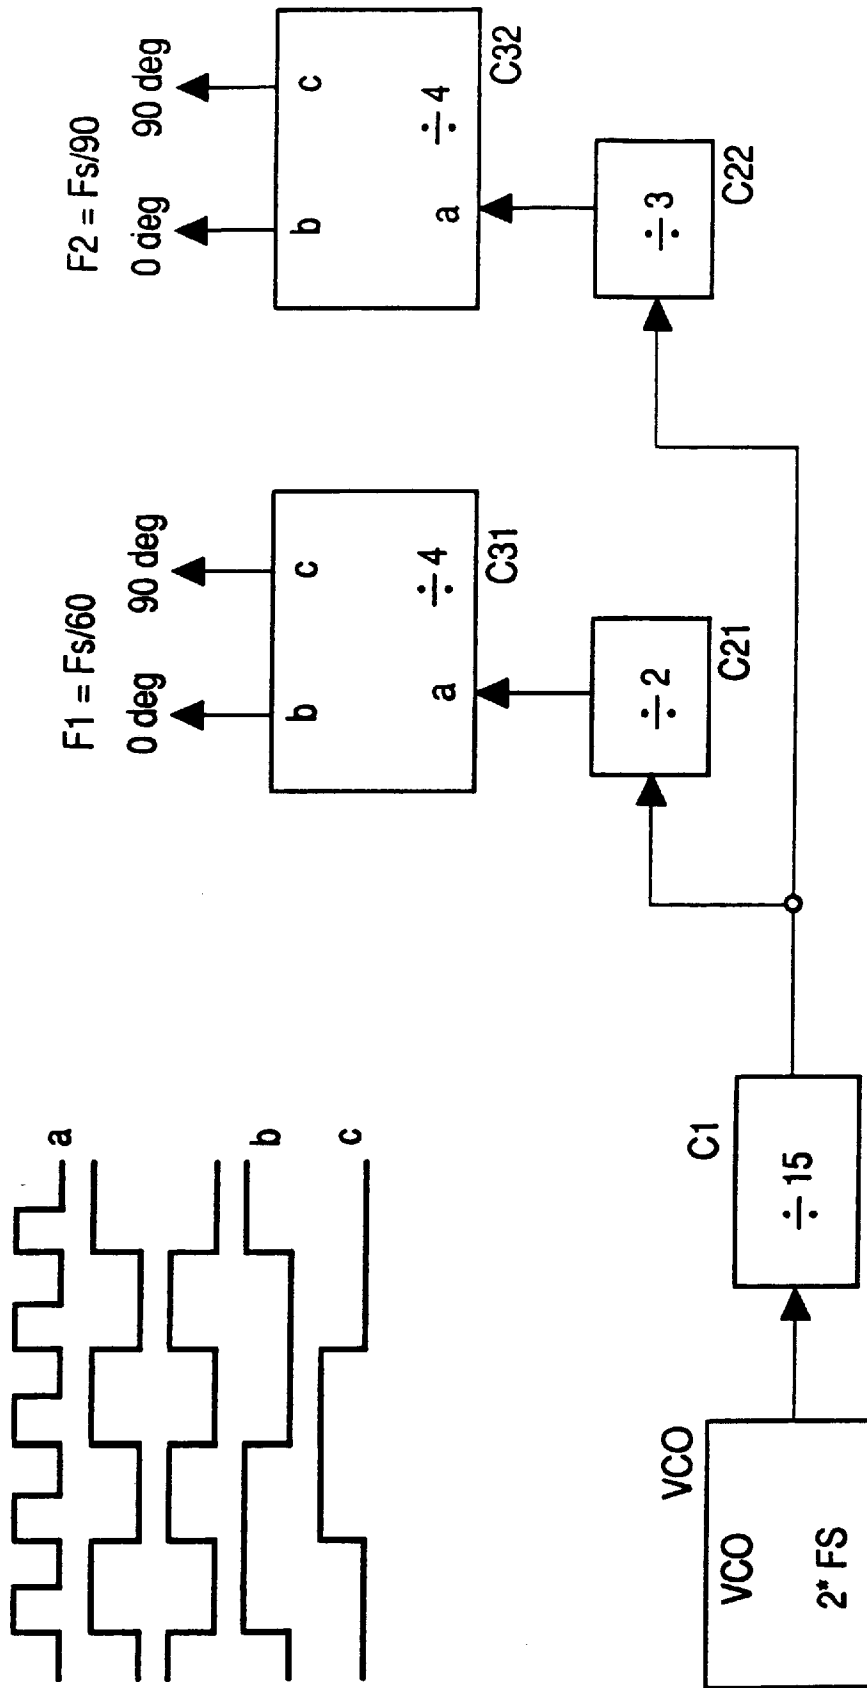 F1 = Fs/60
0 deg
90 deg
b
c
a
÷4
C31
÷2
C21
F2 = Fs/90
0 deg
90 deg
b
c
a
÷4
C32
÷3
C22
a
b
c
VCO
VCO
2* FS
C1
÷15